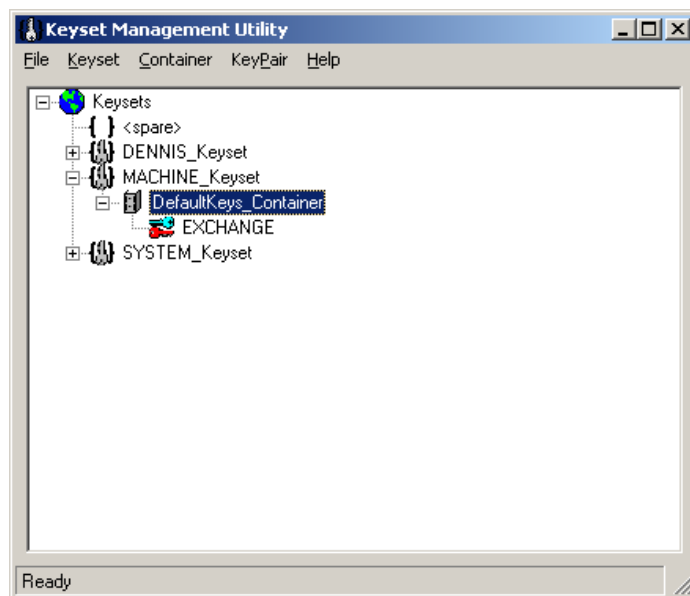 Keyset Management Utility
File Keyset Container KeyPair Help
Keysets
<spare>
DENNIS_Keyset
MACHINE_Keyset
DefaultKeys_Container
EXCHANGE
SYSTEM_Keyset
Ready